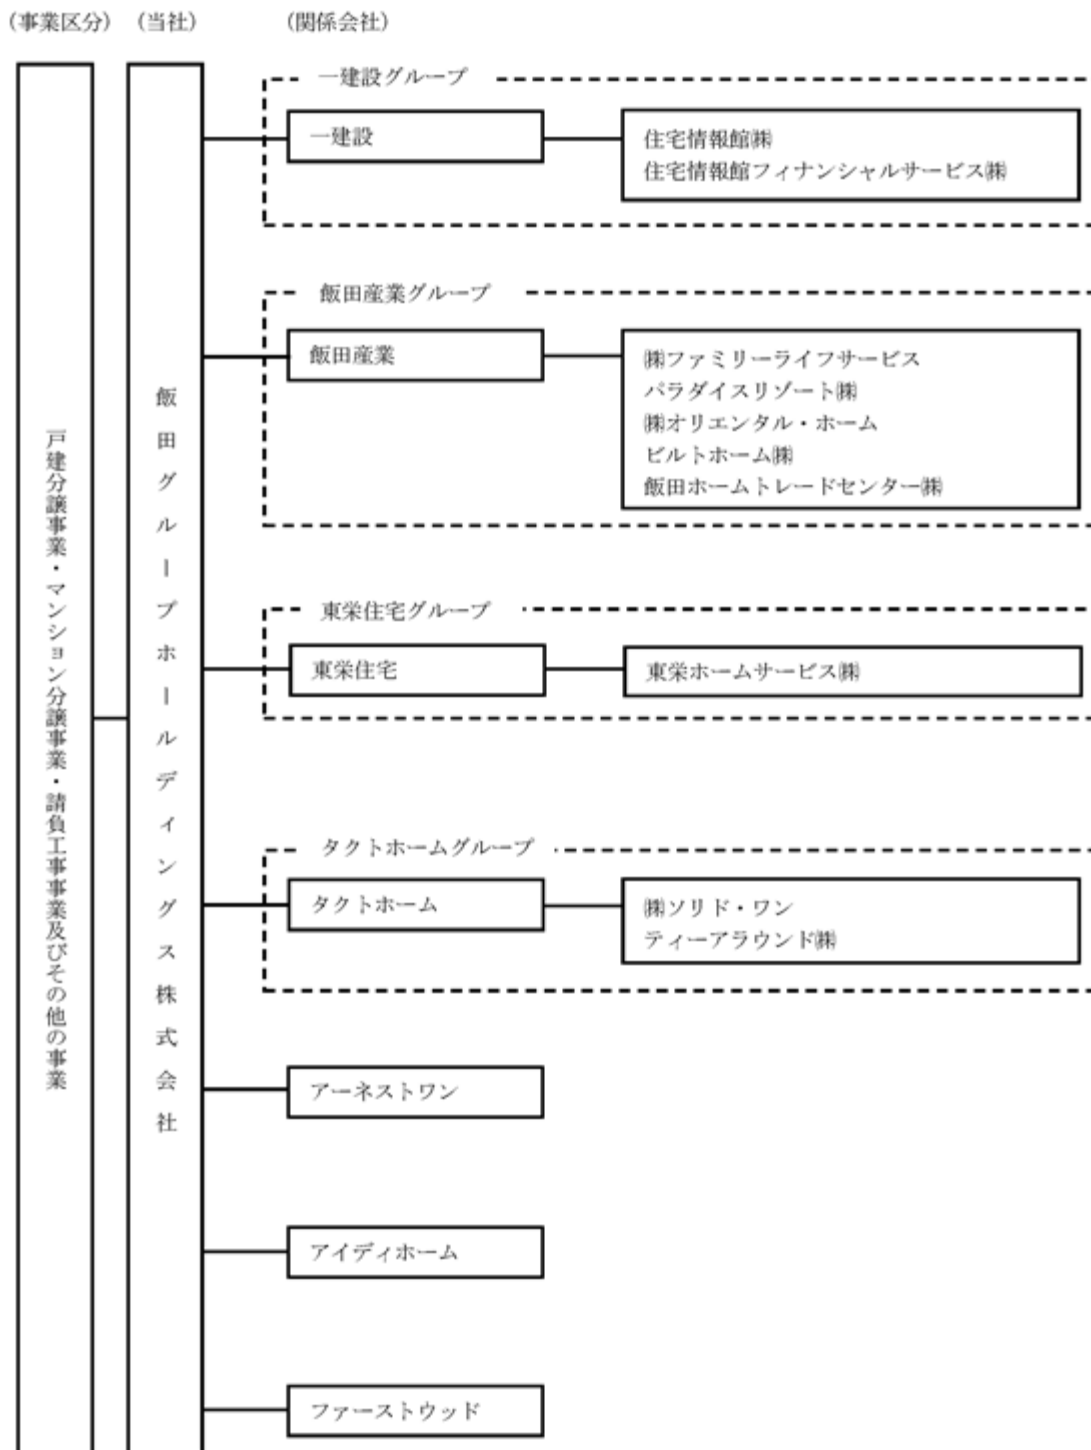 (事業区分)
(当社)
(関係会社)
戸建分譲事業・マンション分譲事業・請負工事事業及びその他の事業
飯田グループホールディングス株式会社
一建設グループ
一建設
住宅情報館㈱
住宅情報館フィナンシャルサービス㈱
飯田産業グループ
飯田産業
㈱ファミリーライフサービス
パラダイスリゾート㈱
㈱オリエンタル・ホーム
ビルトホーム㈱
飯田ホームトレードセンター㈱
東栄住宅グループ
東栄住宅
東栄ホームサービス㈱
タクトホームグループ
タクトホーム
㈱ソリド・ワン
ティーアラウンド㈱
アーネストワン
アイディホーム
ファーストウッド